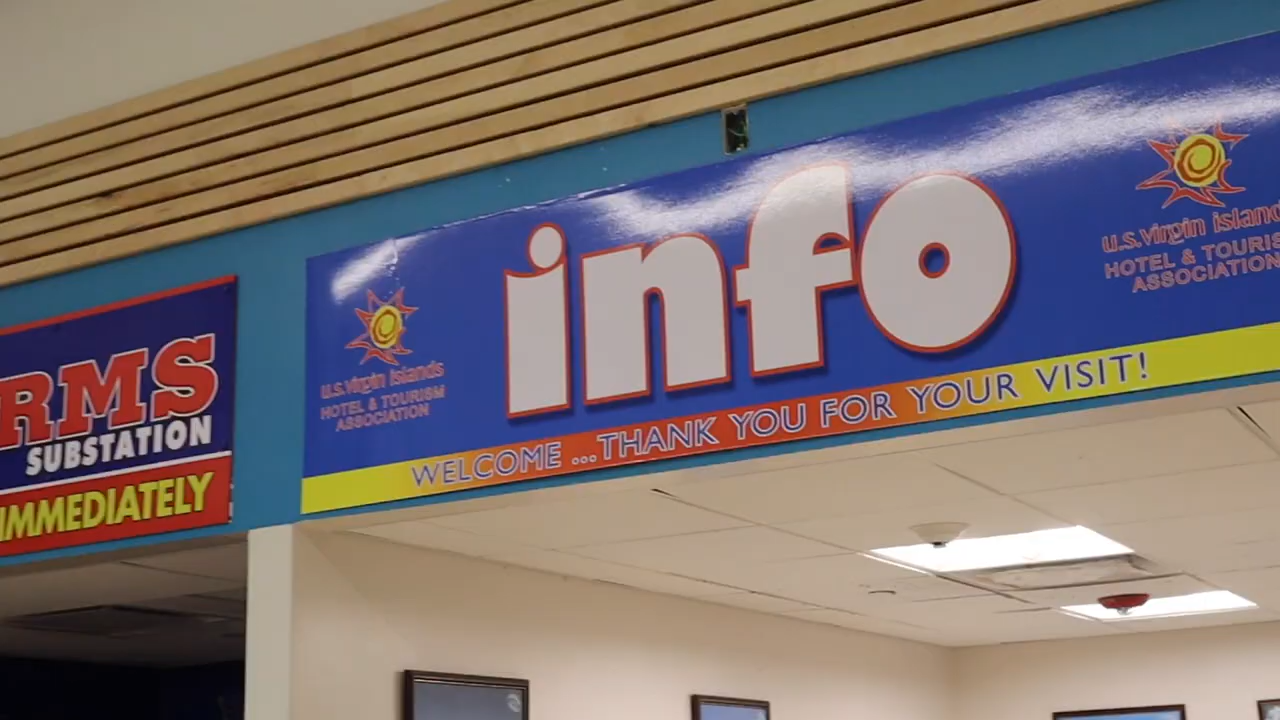 RMS
SUBSTATION
IMMEDIATELY
info
U.S. Virgin Islands
HOTEL & TOURISM
ASSOCIATION
U.S. Virgin Island
HOTEL & TOURIS
ASSOCIATION
WELCOME ...THANK YOU FOR YOUR VISIT!